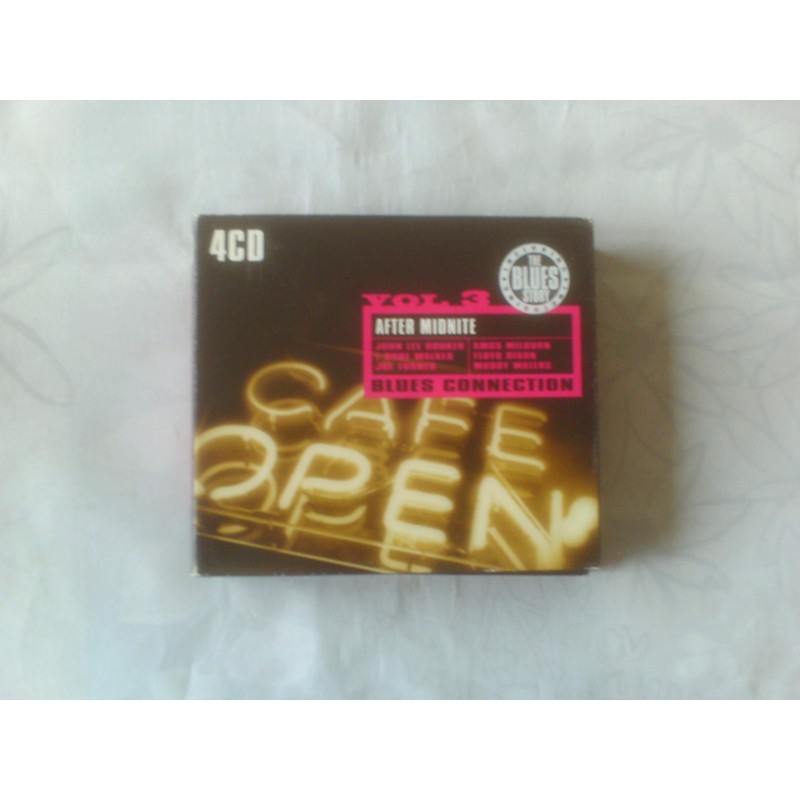 4CD
THE
BLUES
STORY
VOL. 3
AFTER MIDNITE
JOHN LEE HOOKER AMOS MILBURN
T-BONE WALKER FLOYD DIXON
JOE TURNER MUDDY WATERS
BLUES CONNECTION
CAFE
OPEN